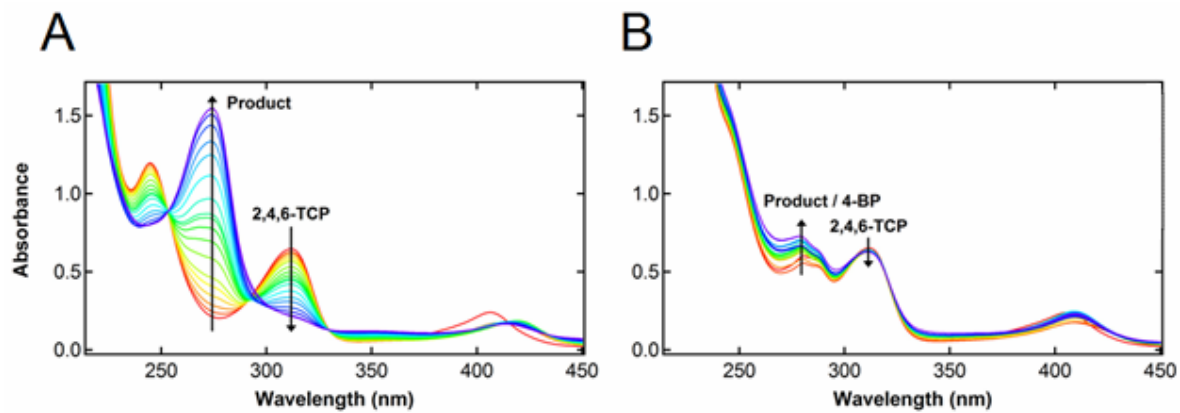 A
B
Product
2,4,6-TCP
Product / 4-BP
2,4,6-TCP
Absorbance
1.5
1.0
0.5
0.0
250
300
350
400
450
Wavelength (nm)
1.5
1.0
0.5
0.0
250
300
350
400
450
Wavelength (nm)